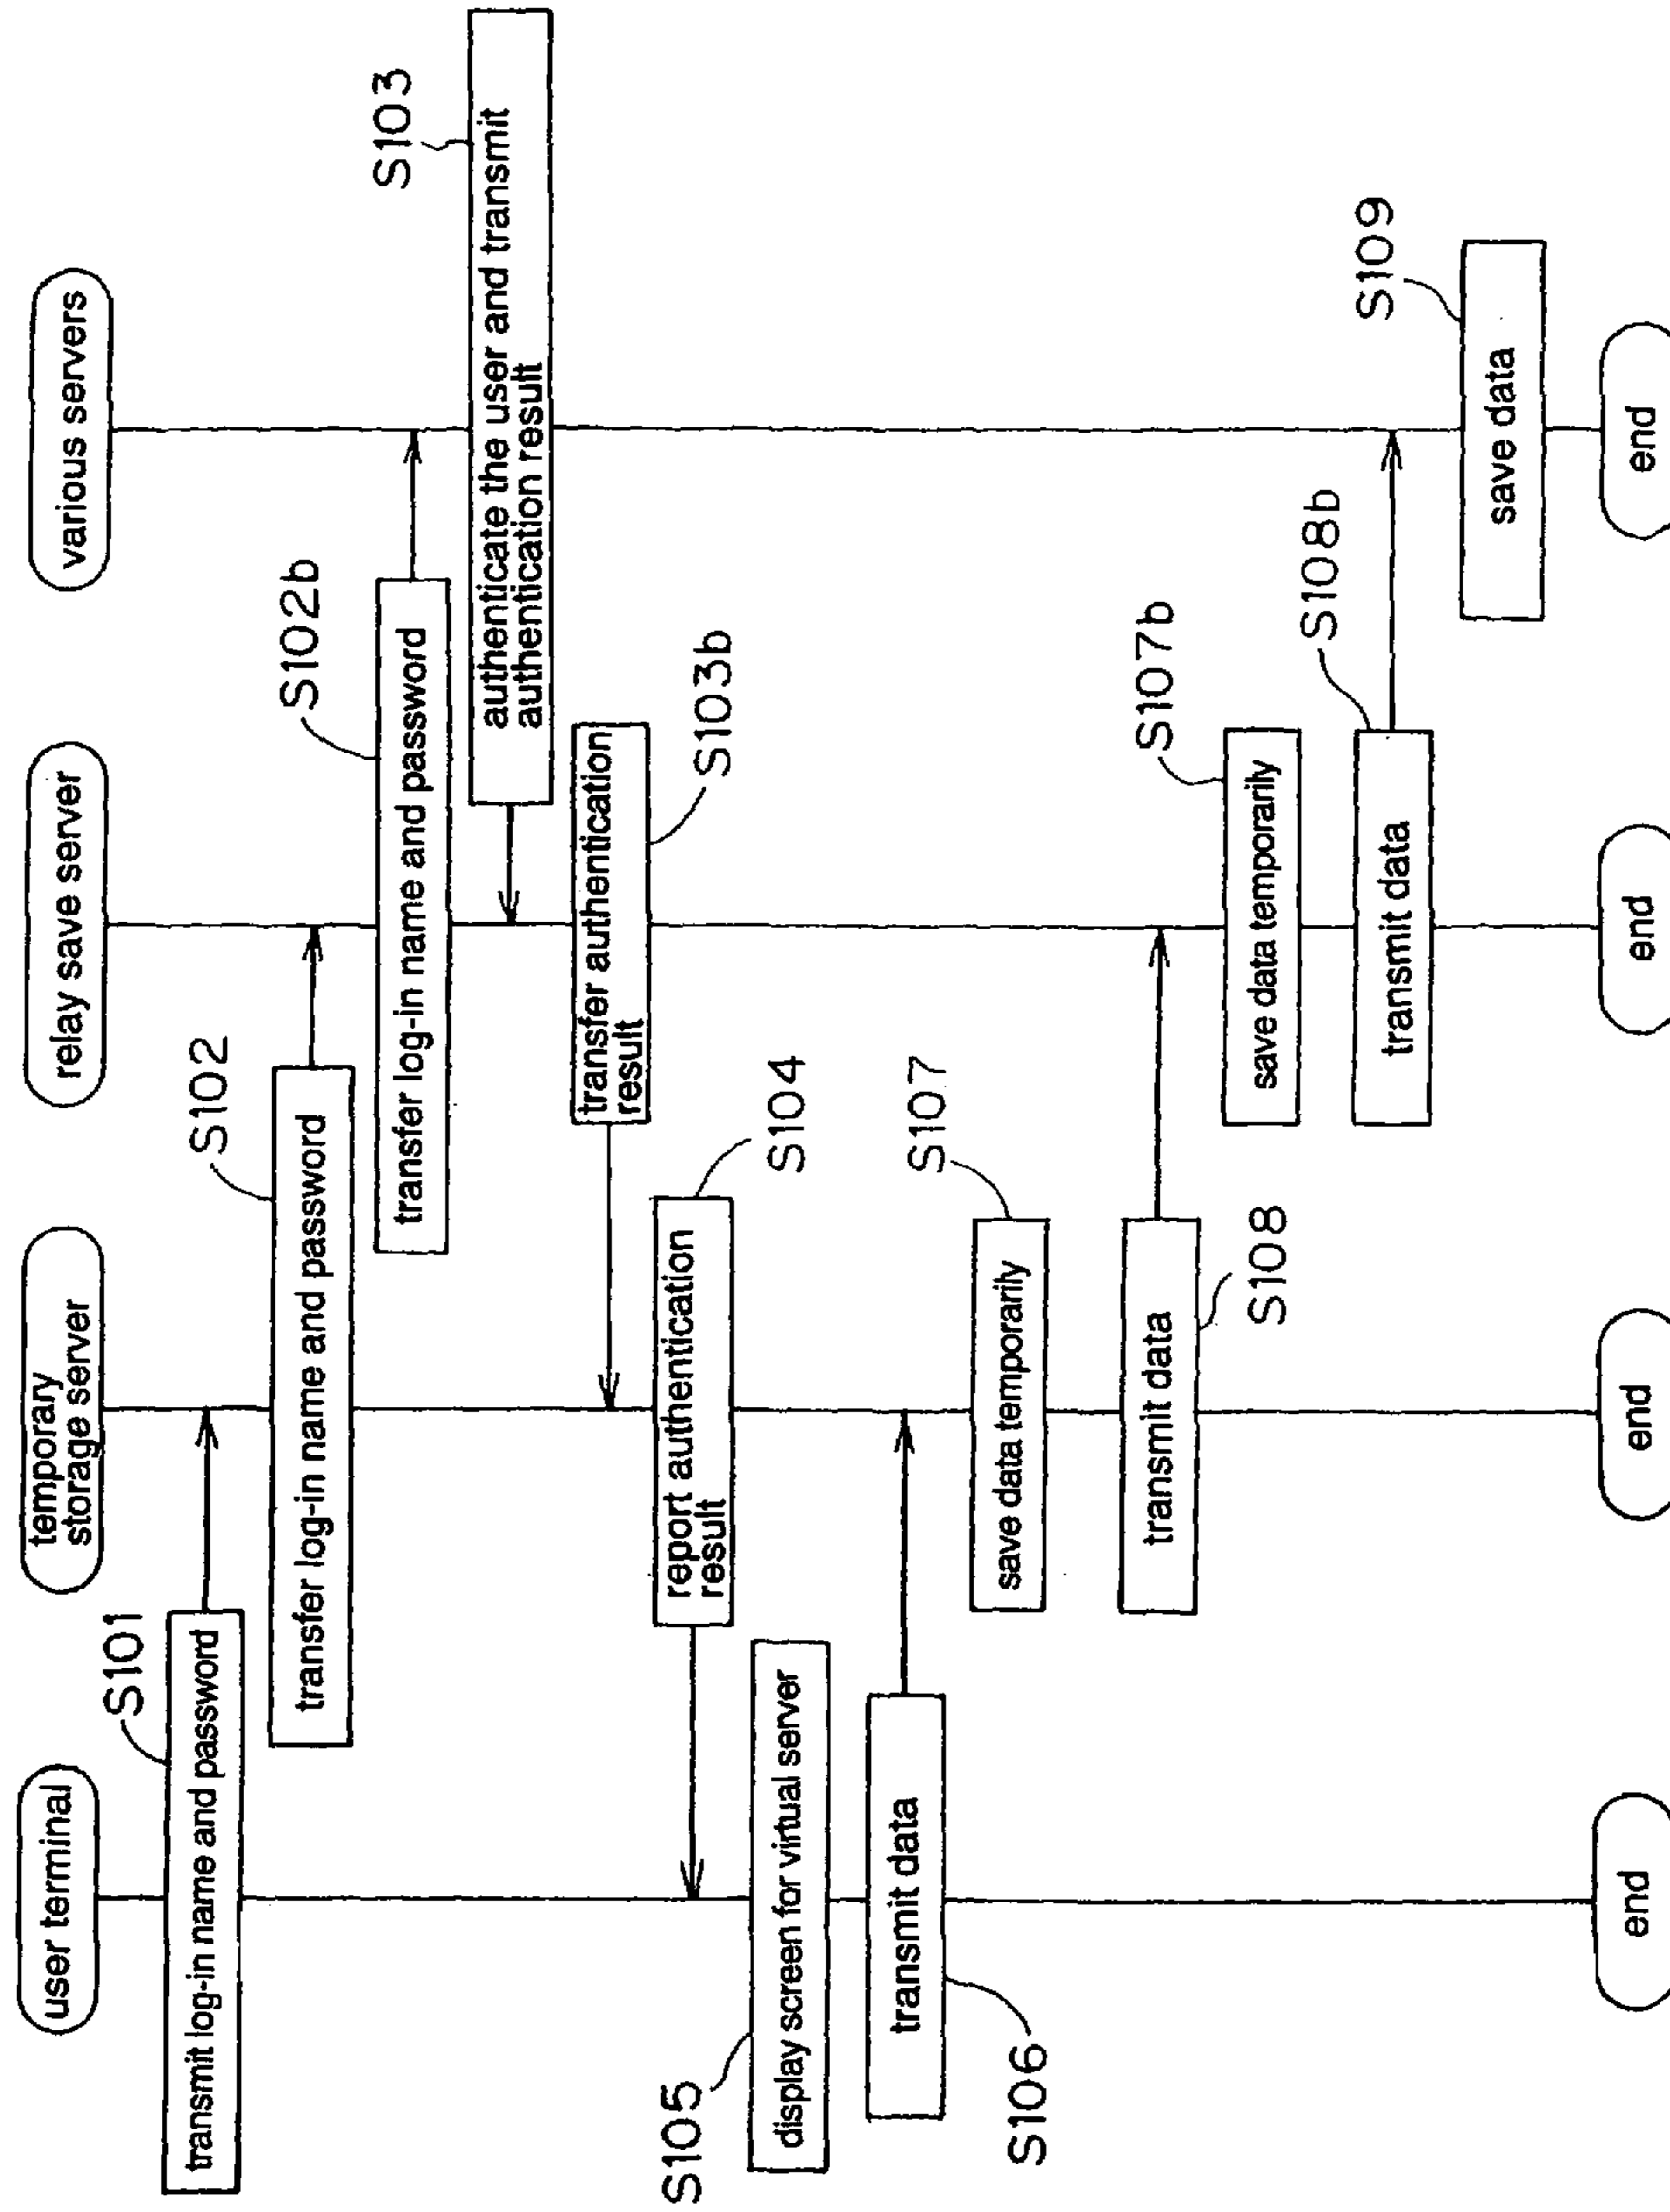 user terminal
temporary
storage server
relay save server
various servers
S101
transmit log-in name and password
S102
transfer log-in name and password
S102b
transfer log-in name and password
S103
authenticate the user and transmit
authentication result
S103b
transfer authentication
result
S104
report authentication
result
S105
display screen for virtual server
S106
transmit data
S107
save data temporarily
S108
transmit data
S107b
save data temporarily
S108b
transmit data
S109
save data
end
end
end
end